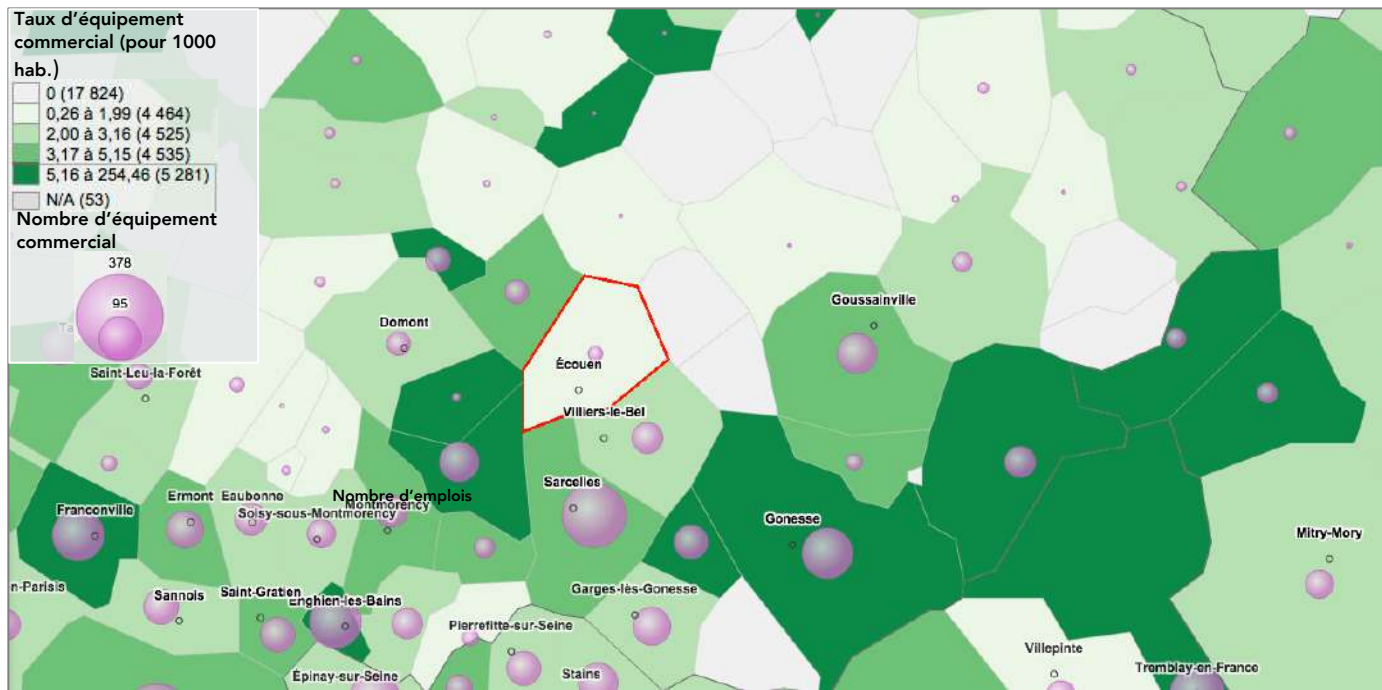 Taux d’équipement
commercial (pour 1000
hab.)
0 (17 824)
0,26 à 1,99 (4 464)
2,00 à 3,16 (4 525)
3,17 à 5,15 (4 535)
5,16 à 254,46 (5 281)
N/A (53)
Nombre d’équipement
commercial
378
95
Ta
Goussainville
Domont
Écouen
Saint-Leu-la-Forêt
Villiers-le-Bel
Sarcelles
Ermont
Eaubonne
Nombre d’emplois
Montmorency
Franconville
Soisy-sous-Montmorency
Gonesse
Mitry-Mory
n-Parisis
Sannois
Saint-Gratien
Enghien-les-Bains
Garges-lès-Gonesse
Pierrefitte-sur-Seine
Villepinte
Épinay-sur-Seine
Stains
Tremblay-en-France